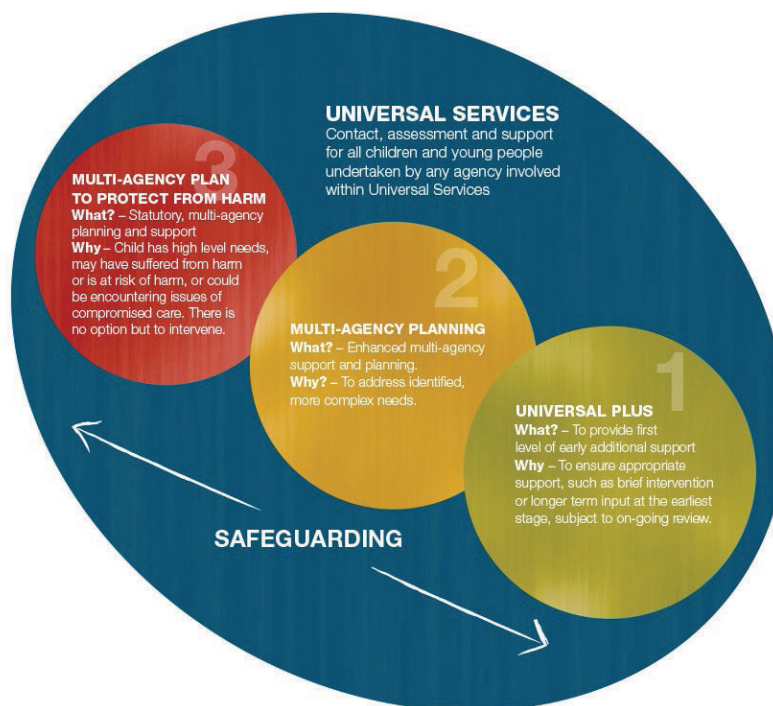 UNIVERSAL SERVICES
Contact, assessment and support
for all children and young people
undertaken by any agency involved
within Universal Services
3
MULTI-AGENCY PLAN
TO PROTECT FROM HARM
What? – Statutory, multi-agency
planning and support
Why – Child has high level needs,
may have suffered from harm
or is at risk of harm, or could
be encountering issues of
compromised care. There is
no option but to intervene.
2
MULTI-AGENCY PLANNING
What? – Enhanced multi-agency
support and planning.
Why? – To address identified,
more complex needs.
1
UNIVERSAL PLUS
What? – To provide first
level of early additional support
Why – To ensure appropriate
support, such as brief intervention
or longer term input at the earliest
stage, subject to on-going review.
SAFEGUARDING